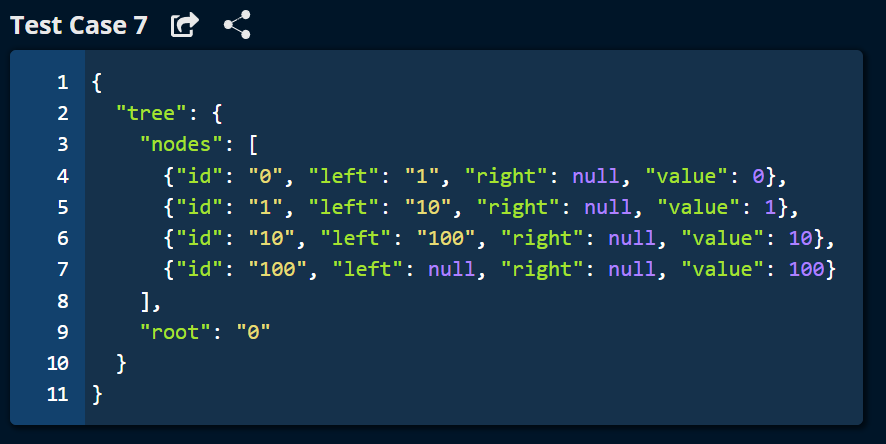 Test Case 7
1 {
2   "tree": {
3     "nodes": [
4       {"id": "0", "left": "1", "right": null, "value": 0},
5       {"id": "1", "left": "10", "right": null, "value": 1},
6       {"id": "10", "left": "100", "right": null, "value": 10},
7       {"id": "100", "left": null, "right": null, "value": 100}
8     ],
9     "root": "0"
10   }
11 }